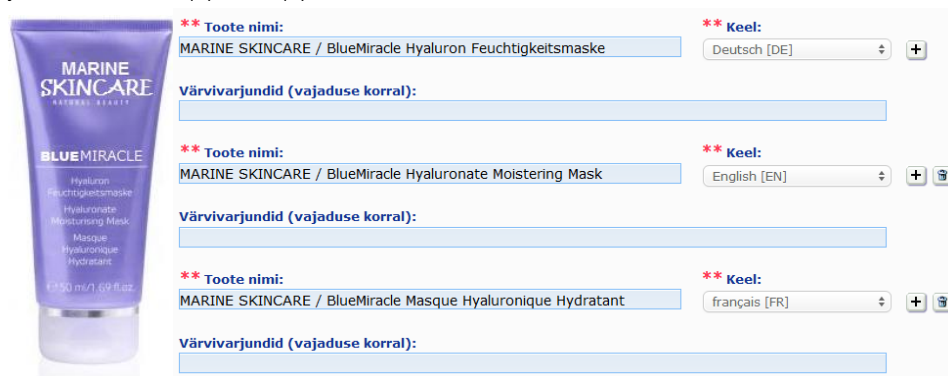 MARINE
SKINCARE
NATURAL BEAUTY
BLUEMIRACLE
Hyaluron
Feuchtigkeitsmaske
Hyaluronate
Moisturising Mask
Masque
Hyaluronique
Hydratant
50 ml/1.69 fl.oz.
** Toote nimi:
** Keel:
MARINE SKINCARE / BlueMiracle Hyaluron Feuchtigkeitsmaske
Deutsch [DE]
Värvivarjundid (vajaduse korral):
** Toote nimi:
** Keel:
MARINE SKINCARE / BlueMiracle Hyaluronate Moistering Mask
English [EN]
Värvivarjundid (vajaduse korral):
** Toote nimi:
** Keel:
MARINE SKINCARE / BlueMiracle Masque Hyaluronique Hydratant
français [FR]
Värvivarjundid (vajaduse korral):